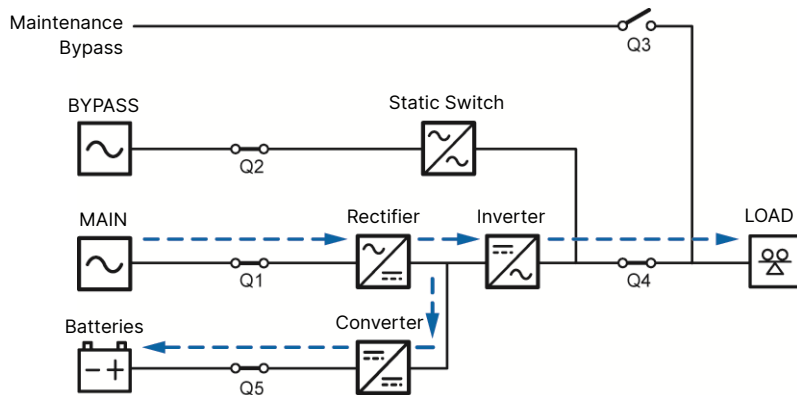 Maintenance
Bypass
Q3
BYPASS
Static Switch
Q2
MAIN
Rectifier
Inverter
LOAD
Q1
Q4
Batteries
Converter
Q5